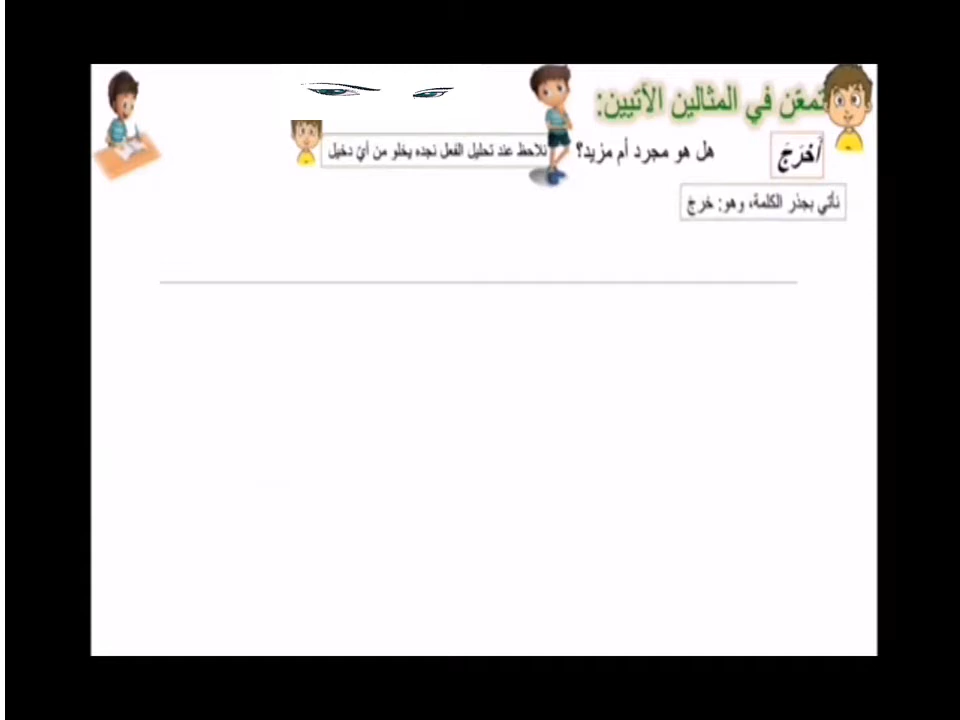 تمعّن في المثالين الآتيين:
أَخرَجَ هل هو مجرد أم مزيد؟ نلاحظ عند تحليل الفعل نجده يخلو من أيّ دخيل
نأتي بجذر الكلمة، وهو: خرج